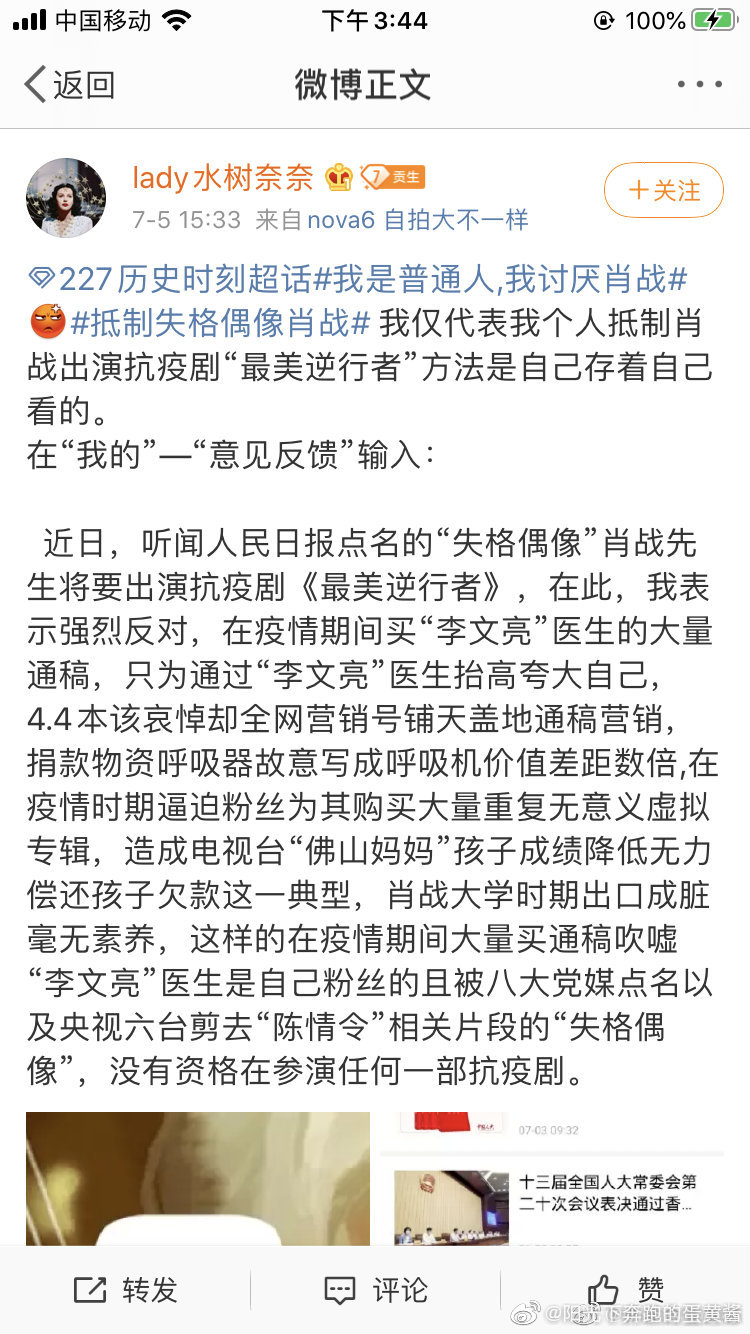 中国移动 下午3:44 100%
返回 微博正文
lady水树奈奈 7 贡生
+关注
7-5 15:33 来自nova6 自拍大不一样
227历史时刻超话#我是普通人,我讨厌肖战#
#抵制失格偶像肖战# 我仅代表我个人抵制肖
战出演抗疫剧“最美逆行者”方法是自己存着自己
看的。
在“我的”—“意见反馈”输入：
近日，听闻人民日报点名的“失格偶像”肖战先
生将要出演抗疫剧《最美逆行者》，在此，我表
示强烈反对，在疫情期间买“李文亮”医生的大量
通稿，只为通过“李文亮”医生抬高夸大自己，
4.4本该哀悼却全网营销号铺天盖地通稿营销，
捐款物资呼吸器故意写成呼吸机价值差距数倍,在
疫情时期逼迫粉丝为其购买大量重复无意义虚拟
专辑，造成电视台“佛山妈妈”孩子成绩降低无力
偿还孩子欠款这一典型，肖战大学时期出口成脏
毫无素养，这样的在疫情期间大量买通稿吹嘘
“李文亮”医生是自己粉丝的且被八大党媒点名以
及央视六台剪去“陈情令”相关片段的“失格偶
像”，没有资格在参演任何一部抗疫剧。
07-03 09:32
十三届全国人大常委会第
二十次会议表决通过香...
转发 评论 赞
下奔跑的蛋黄酱